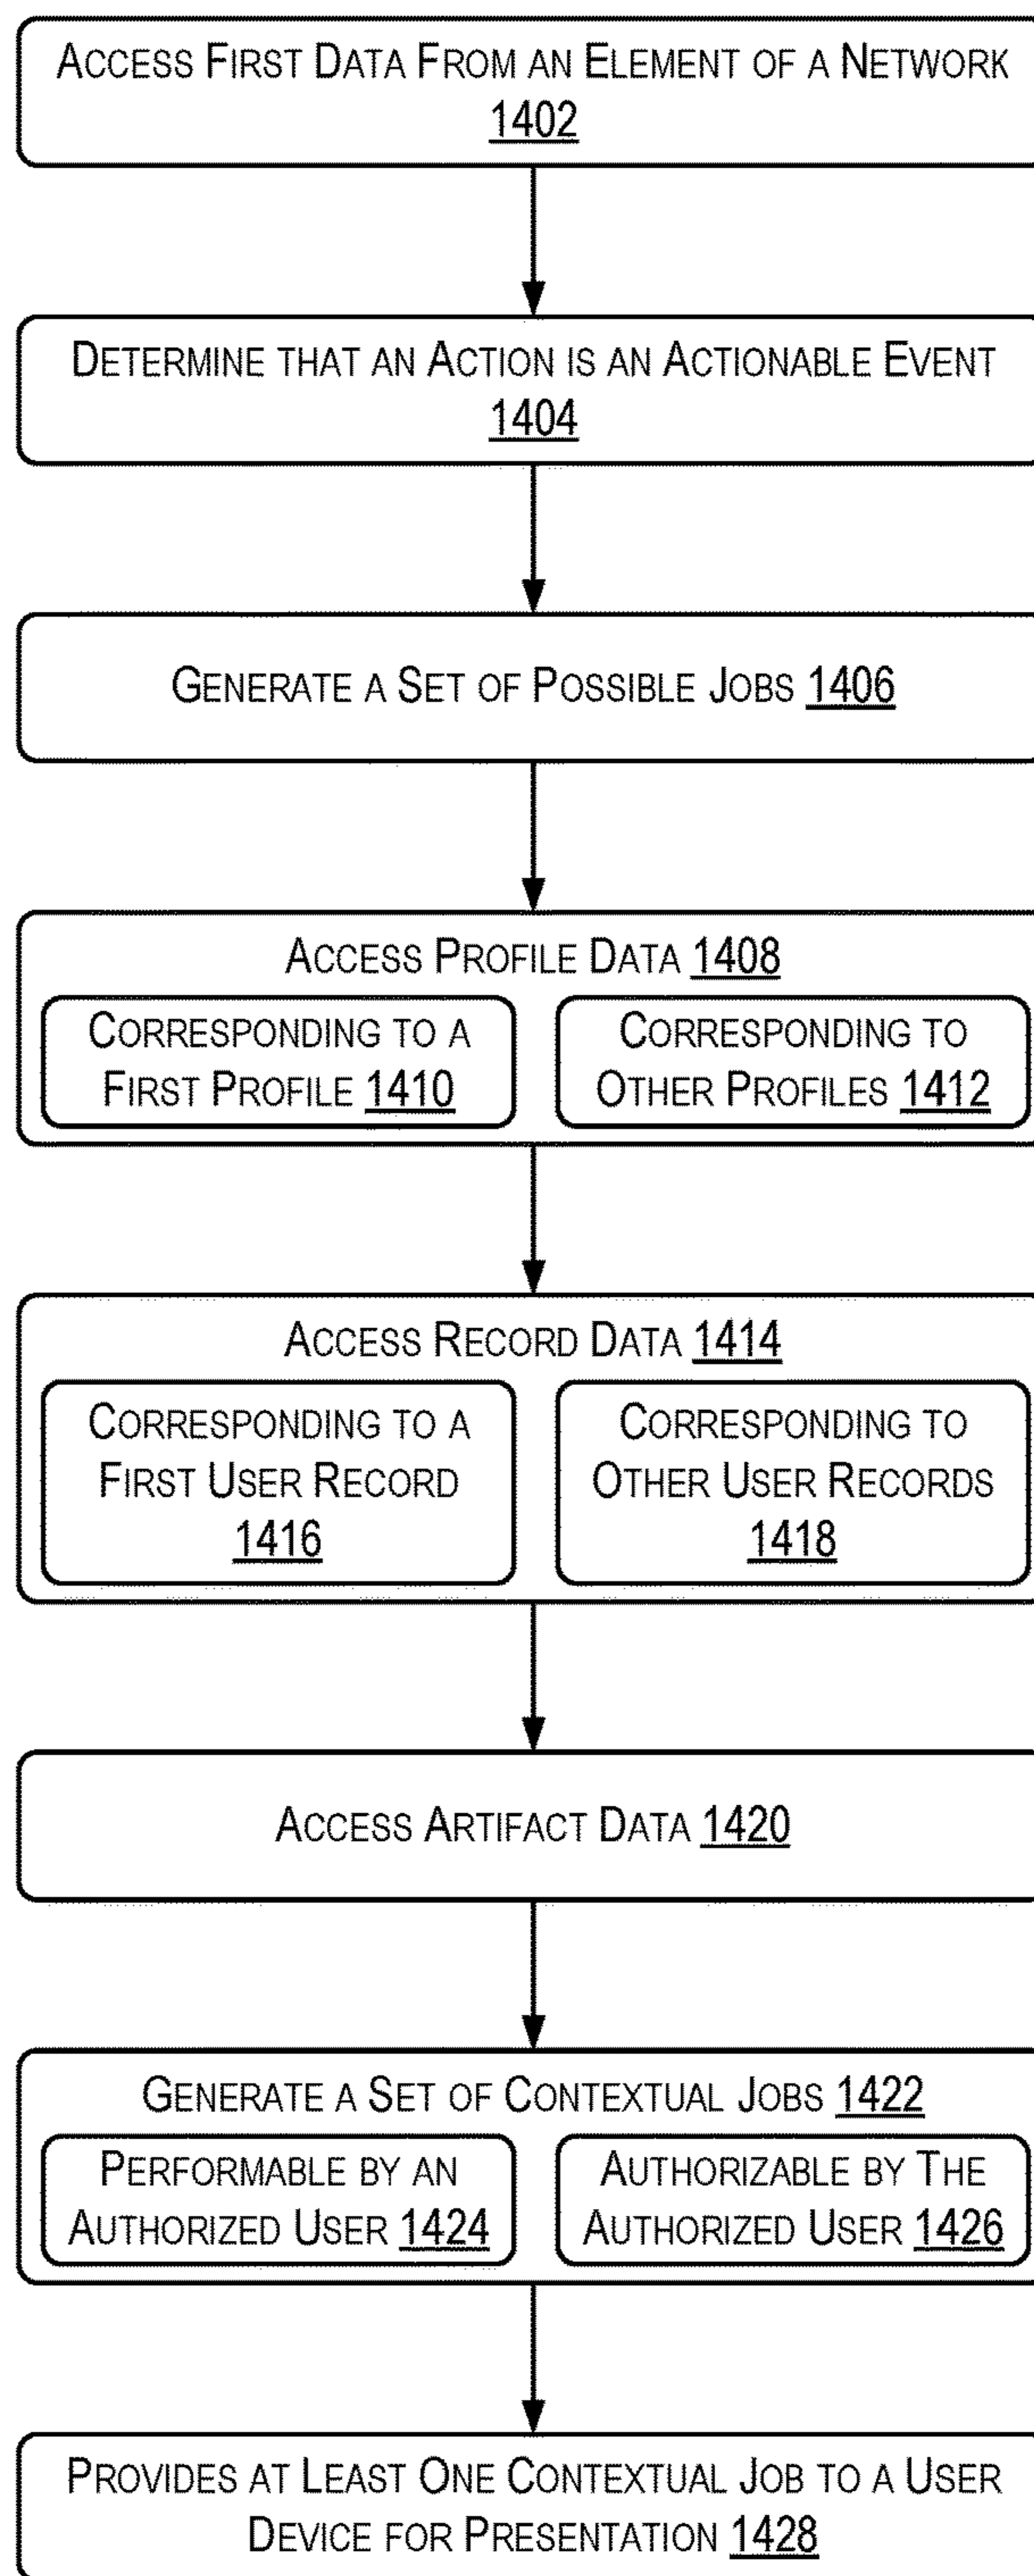 ACCESS FIRST DATA FROM AN ELEMENT OF A NETWORK
1402
DETERMINE THAT AN ACTION IS AN ACTIONABLE EVENT
1404
GENERATE A SET OF POSSIBLE JOBS 1406
ACCESS PROFILE DATA 1408
CORRESPONDING TO A
FIRST PROFILE 1410
CORRESPONDING TO
OTHER PROFILES 1412
ACCESS RECORD DATA 1414
CORRESPONDING TO A
FIRST USER RECORD
1416
CORRESPONDING TO
OTHER USER RECORDS
1418
ACCESS ARTIFACT DATA 1420
GENERATE A SET OF CONTEXTUAL JOBS 1422
PERFORMABLE BY AN
AUTHORIZED USER 1424
AUTHORIZABLE BY THE
AUTHORIZED USER 1426
PROVIDES AT LEAST ONE CONTEXTUAL JOB TO A USER
DEVICE FOR PRESENTATION 1428